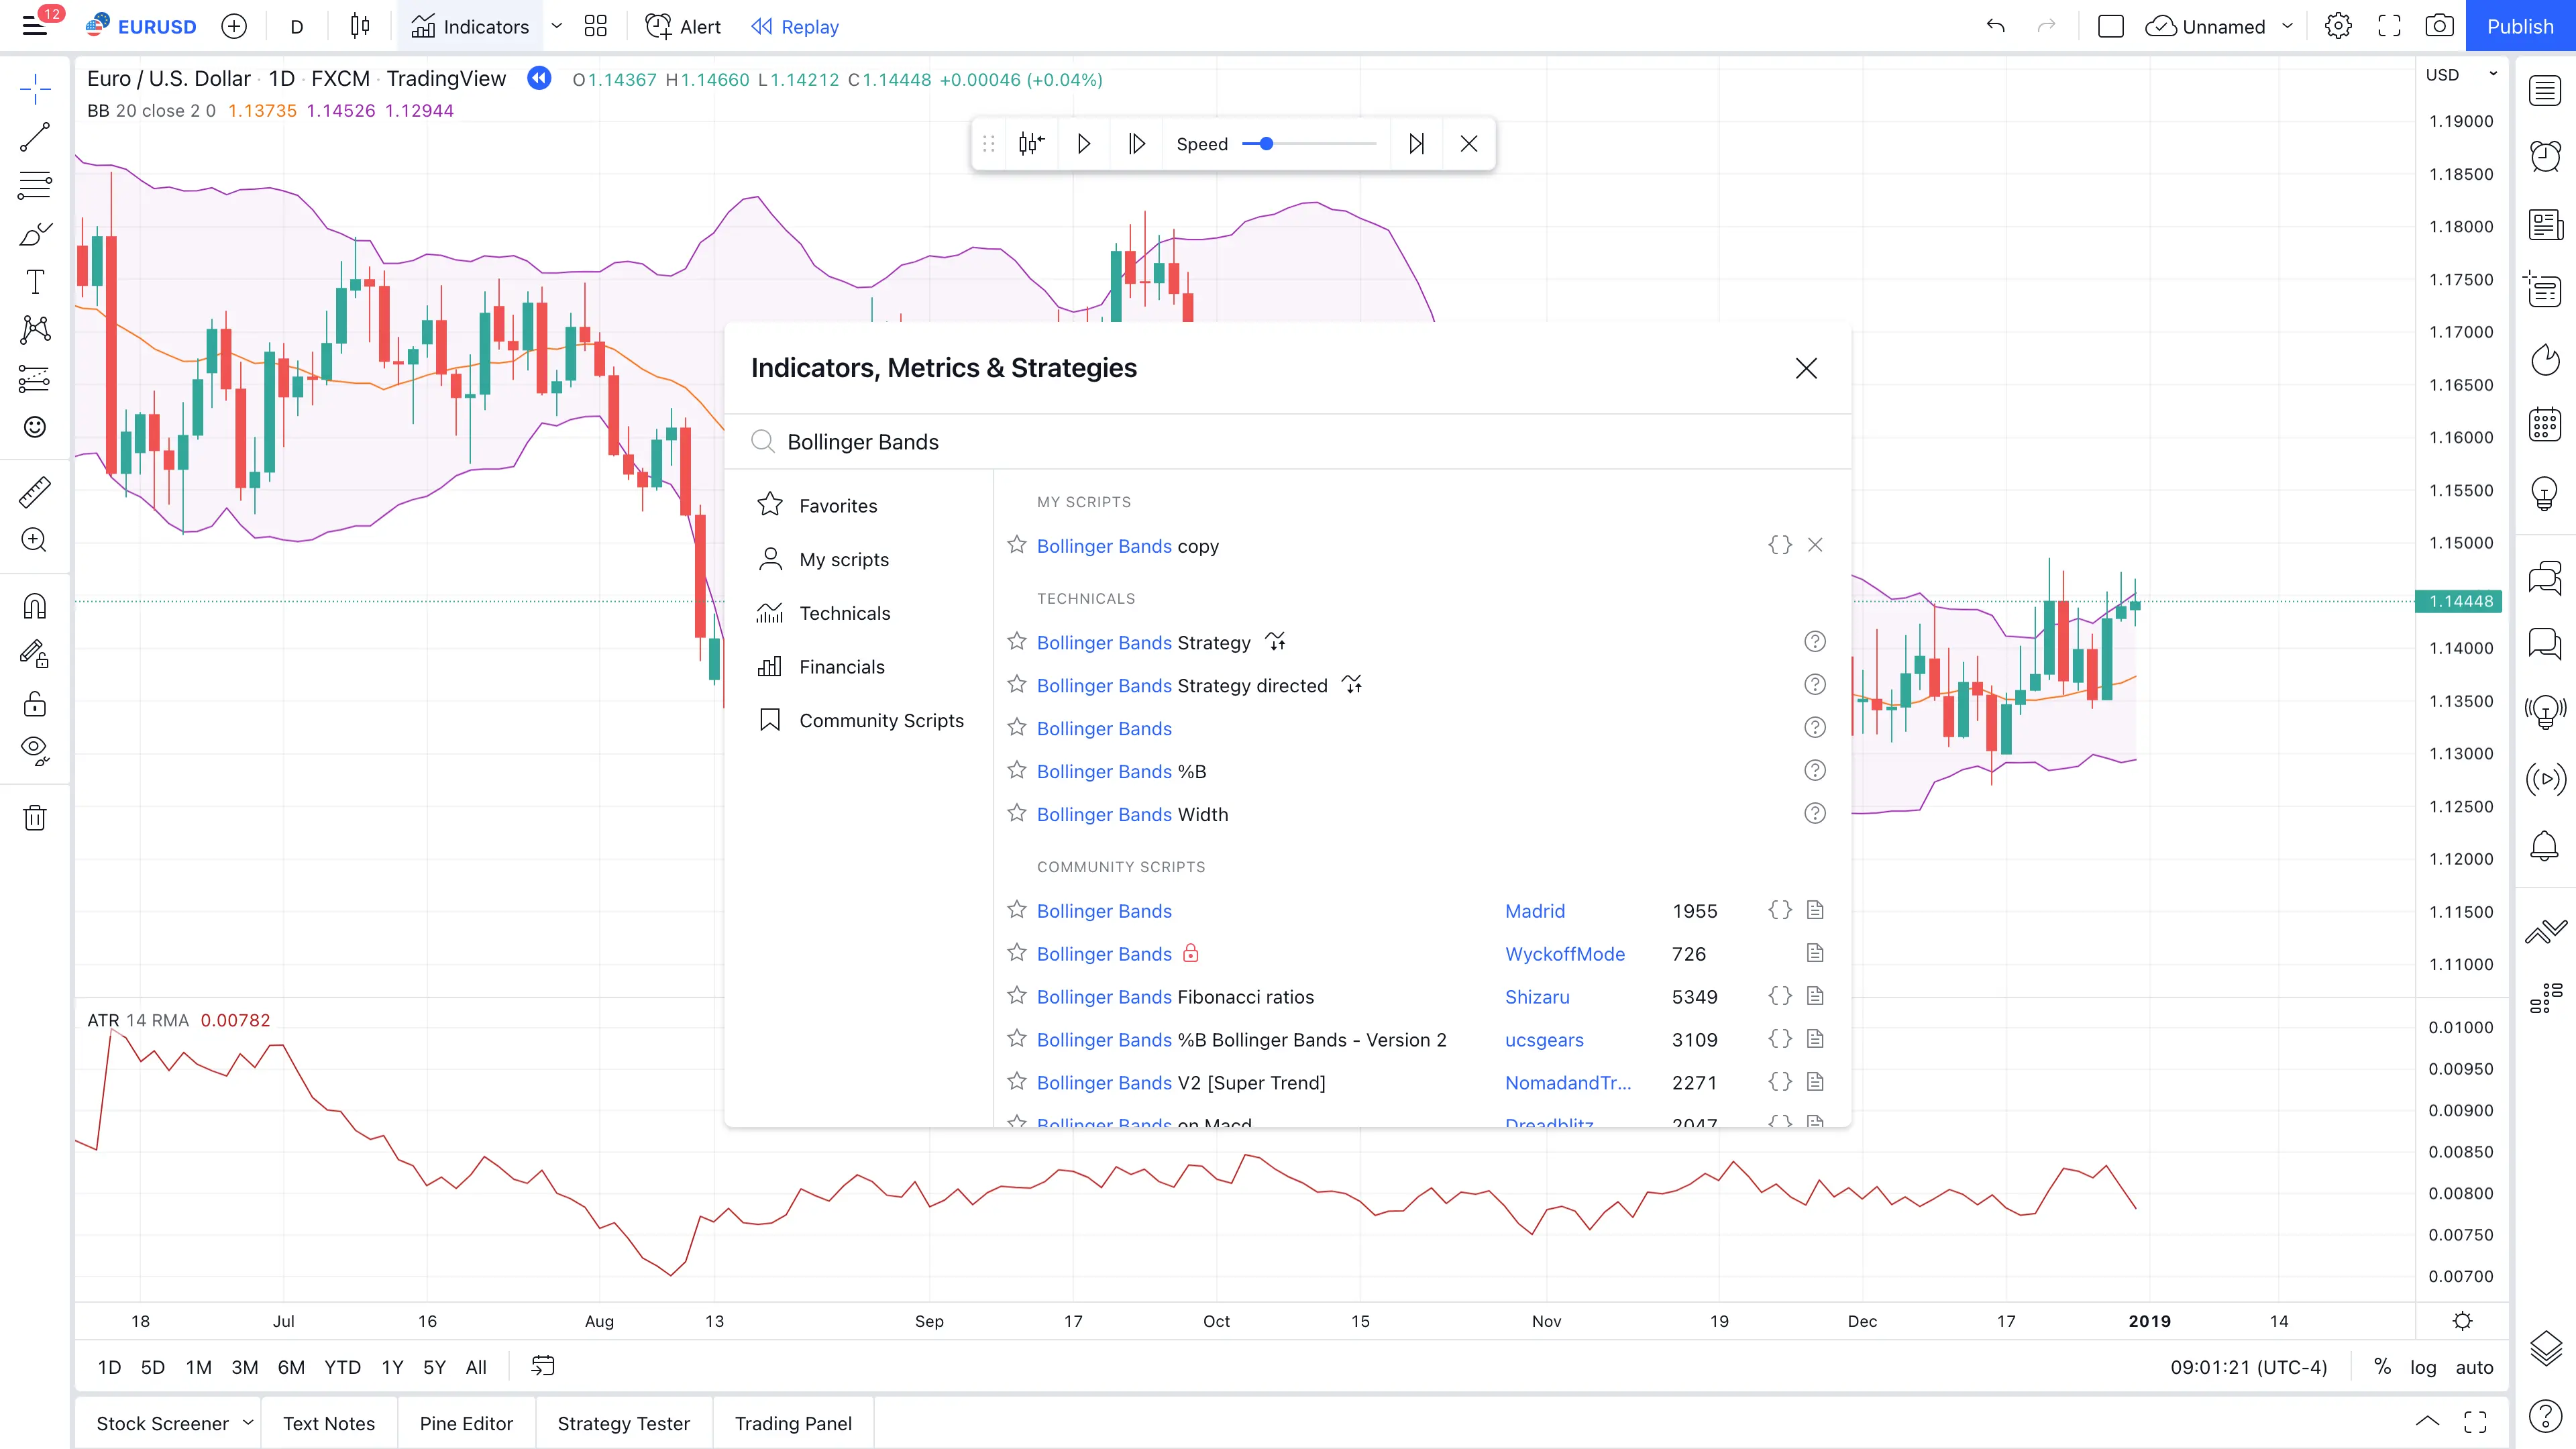 12
EURUSD
D
Indicators
Alert
Replay
Unnamed
Publish
Euro / U.S. Dollar · 1D · FXCM · TradingView
O1.14367 H1.14660 L1.14212 C1.14448 +0.00046 (+0.04%)
BB 20 close 2 0 1.13735 1.14526 1.12944
Speed
USD
1.19000
1.18500
1.18000
1.17500
1.17000
1.16500
1.16000
1.15500
1.15000
1.14448
1.14000
1.13500
1.13000
1.12500
1.12000
1.11500
1.11000
Indicators, Metrics & Strategies
Bollinger Bands
Favorites
My scripts
Technicals
Financials
Community Scripts
MY SCRIPTS
Bollinger Bands copy
TECHNICALS
Bollinger Bands Strategy
Bollinger Bands Strategy directed
Bollinger Bands
Bollinger Bands %B
Bollinger Bands Width
COMMUNITY SCRIPTS
Bollinger Bands Madrid 1955
Bollinger Bands WyckoffMode 726
Bollinger Bands Fibonacci ratios Shizaru 5349
Bollinger Bands %B Bollinger Bands - Version 2 ucsgears 3109
Bollinger Bands V2 [Super Trend] NomadandTr... 2271
Bollinger Bands on Macd Dreadblitz 2047
ATR 14 RMA 0.00782
0.01000
0.00950
0.00900
0.00850
0.00800
0.00750
0.00700
18 Jul 16 Aug 13 Sep 17 Oct 15 Nov 19 Dec 17 2019 14
1D 5D 1M 3M 6M YTD 1Y 5Y All
09:01:21 (UTC-4) % log auto
Stock Screener
Text Notes
Pine Editor
Strategy Tester
Trading Panel